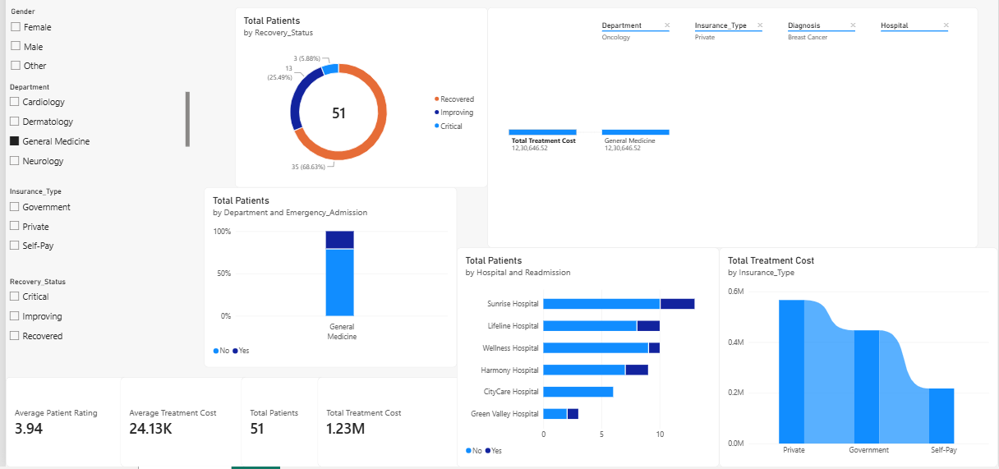 Gender
Female
Male
Other
Department
Cardiology
Dermatology
General Medicine
Neurology
Insurance_Type
Government
Private
Self-Pay
Recovery_Status
Critical
Improving
Recovered
Total Patients
by Recovery_Status
3 (5.88%)
13
(25.49%)
51
35 (68.63%)
Recovered
Improving
Critical
Department ×
Oncology
Insurance_Type ×
Private
Diagnosis ×
Breast Cancer
Hospital ×
Total Treatment Cost
12,30,646.52
General Medicine
12,30,646.52
Total Patients
by Department and Emergency_Admission
100%
50%
0%
General
Medicine
No Yes
Total Patients
by Hospital and Readmission
Sunrise Hospital
Lifeline Hospital
Wellness Hospital
Harmony Hospital
CityCare Hospital
Green Valley Hospital
0 5 10
No Yes
Total Treatment Cost
by Insurance_Type
0.6M
0.4M
0.2M
0.0M
Private Government Self-Pay
Average Patient Rating
3.94
Average Treatment Cost
24.13K
Total Patients
51
Total Treatment Cost
1.23M